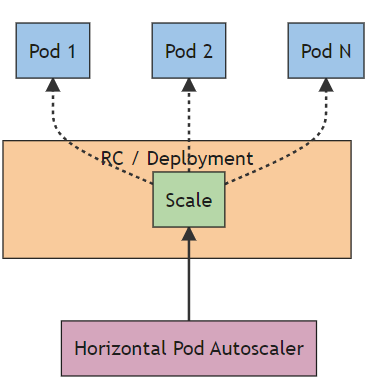 Pod 1
Pod 2
Pod N
RC / Deployment
Scale
Horizontal Pod Autoscaler